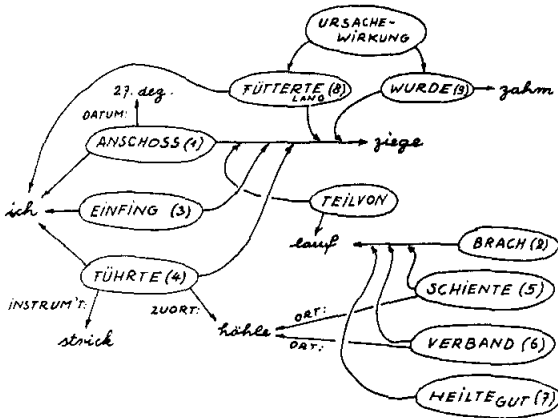 URSACHE-
WIRKUNG
FÜTTERTE (8)
LANG
WURDE (9)
zahm
27. dez.
DATUM:
ANSCHOSS (1)
ziege
ich
EINFING (3)
TEILVON
lauf
BRACH (2)
FÜHRTE (4)
SCHIENTE (5)
INSTRUM'T:
ZUORT:
ORT:
höhle
strick
ORT:
VERBAND (6)
HEILTE GUT (7)